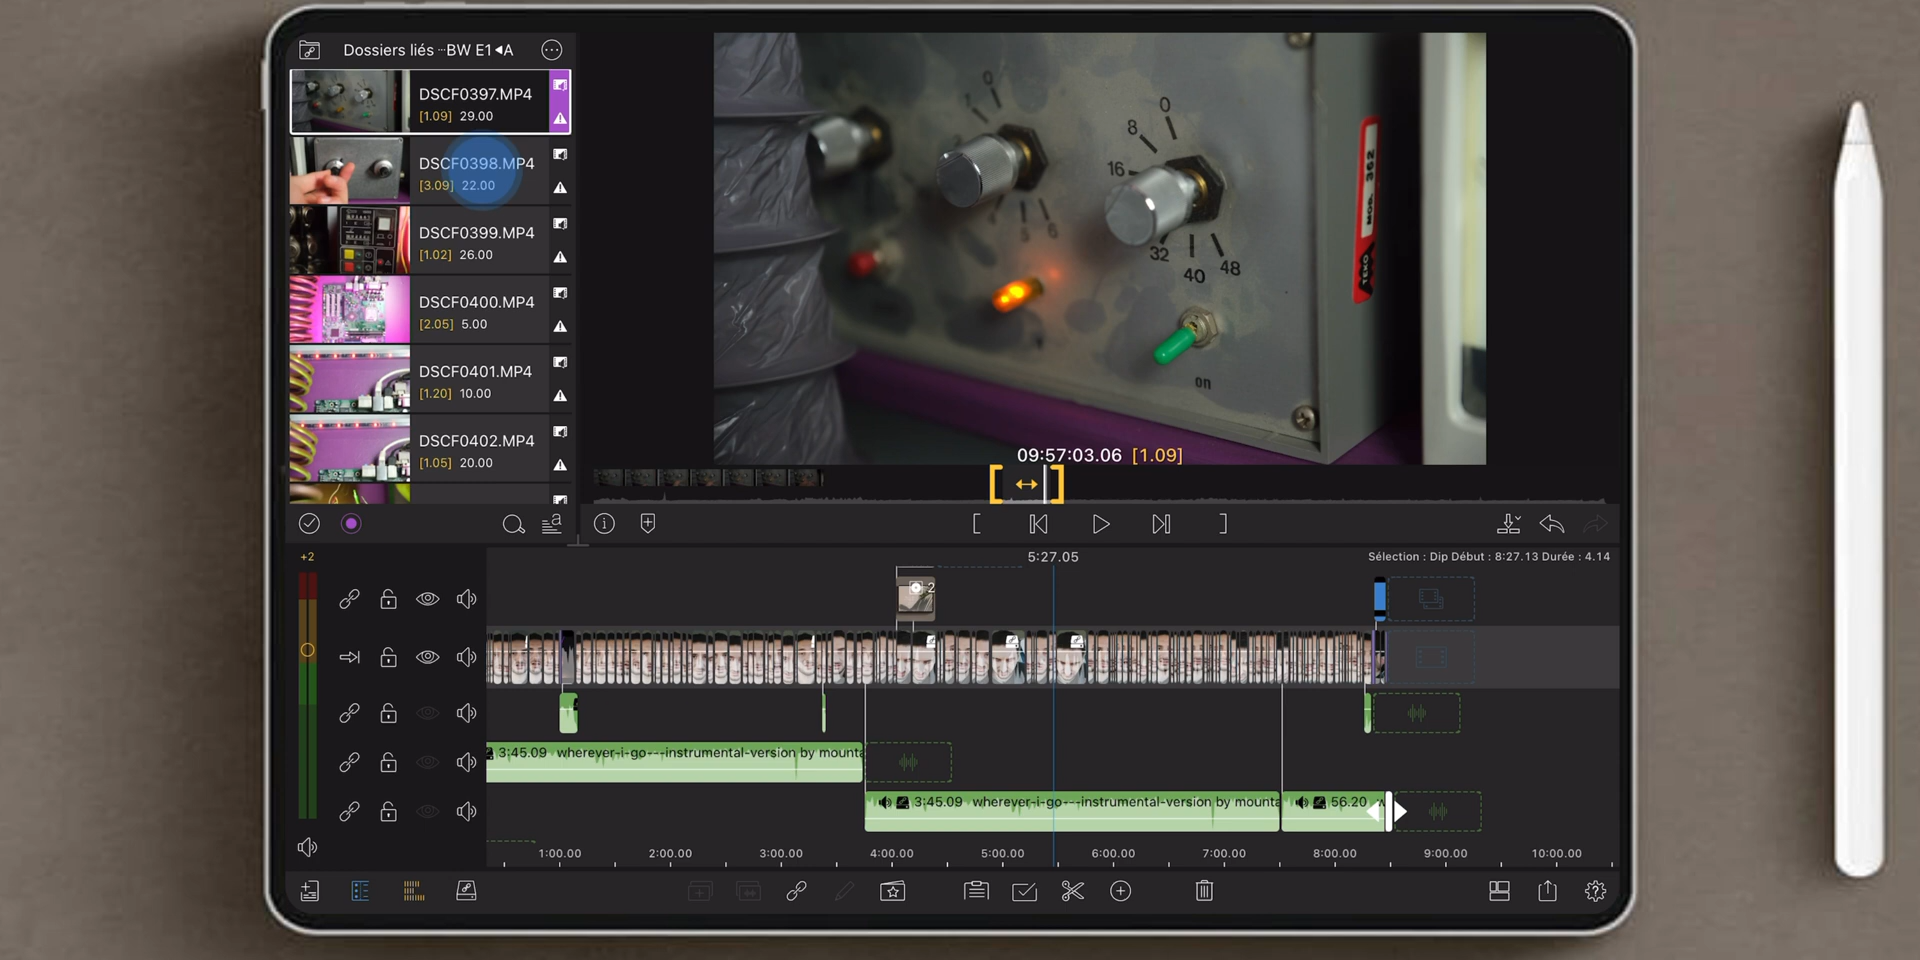 Dossiers liés ···BW E1◂A
DSCF0397.MP4
[1.09] 29.00
DSCF0398.MP4
[3.09] 22.00
DSCF0399.MP4
[1.02] 26.00
DSCF0400.MP4
[2.05] 5.00
DSCF0401.MP4
[1.20] 10.00
DSCF0402.MP4
[1.05] 20.00
0
0
8
16
32
40
48
6
on
MOD. 362
TEKO
09:57:03.06 [1.09]
+2
5:27.05
Sélection : Dip Début : 8:27.13 Durée : 4.14
2
3:45.09 wherever-i-go---instrumental-version by mounta
3:45.09 wherever-i-go---instrumental-version by mounta
56.20
1:00.00 2:00.00 3:00.00 4:00.00 5:00.00 6:00.00 7:00.00 8:00.00 9:00.00 10:00.00